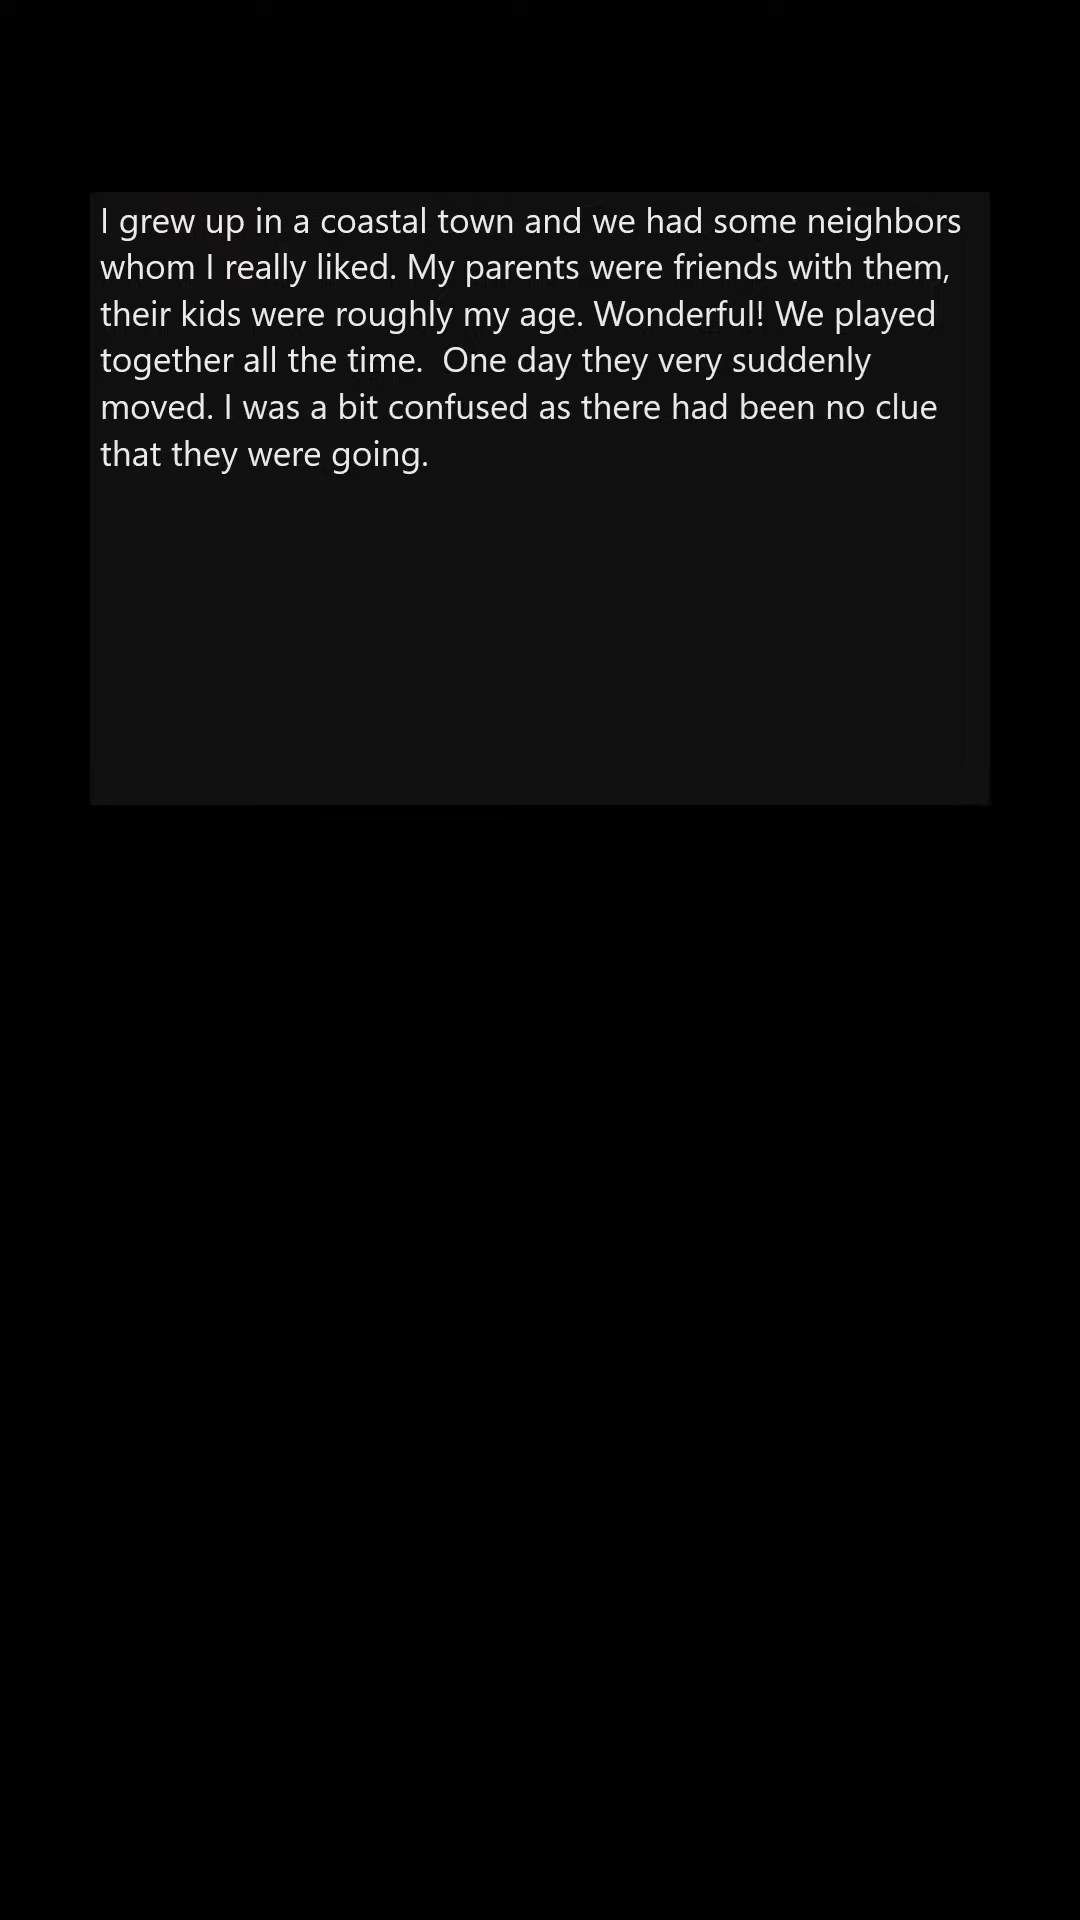 I grew up in a coastal town and we had some neighbors
whom I really liked. My parents were friends with them,
their kids were roughly my age. Wonderful! We played
together all the time.  One day they very suddenly
moved. I was a bit confused as there had been no clue
that they were going.